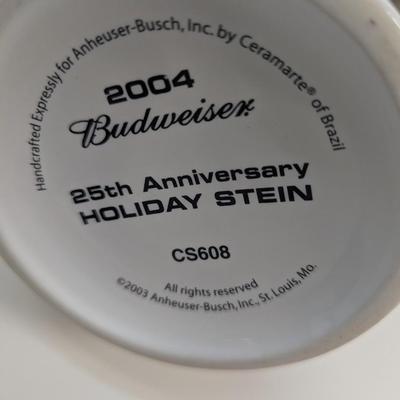 Handcrafted Expressly for Anheuser-Busch, Inc. by Ceramarte® of Brazil
2004
Budweiser
25th Anniversary
HOLIDAY STEIN
CS608
All rights reserved
©2003 Anheuser-Busch, Inc., St. Louis, Mo.